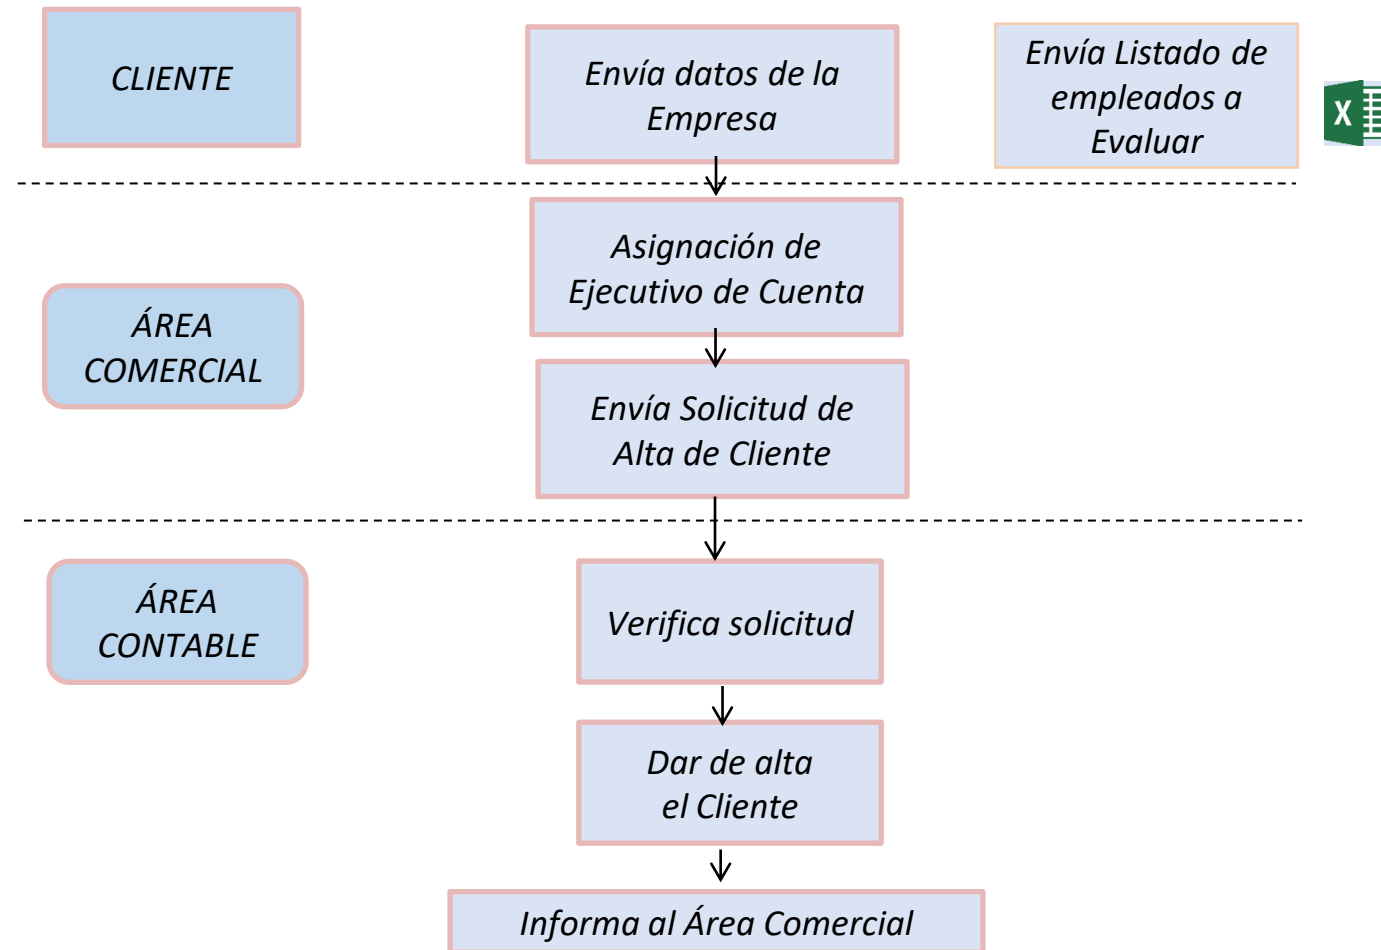 CLIENTE
Envía datos de la
Empresa
Envía Listado de
empleados a
Evaluar
X
Asignación de
Ejecutivo de Cuenta
ÁREA
COMERCIAL
Envía Solicitud de
Alta de Cliente
ÁREA
CONTABLE
Verifica solicitud
Dar de alta
el Cliente
Informa al Área Comercial